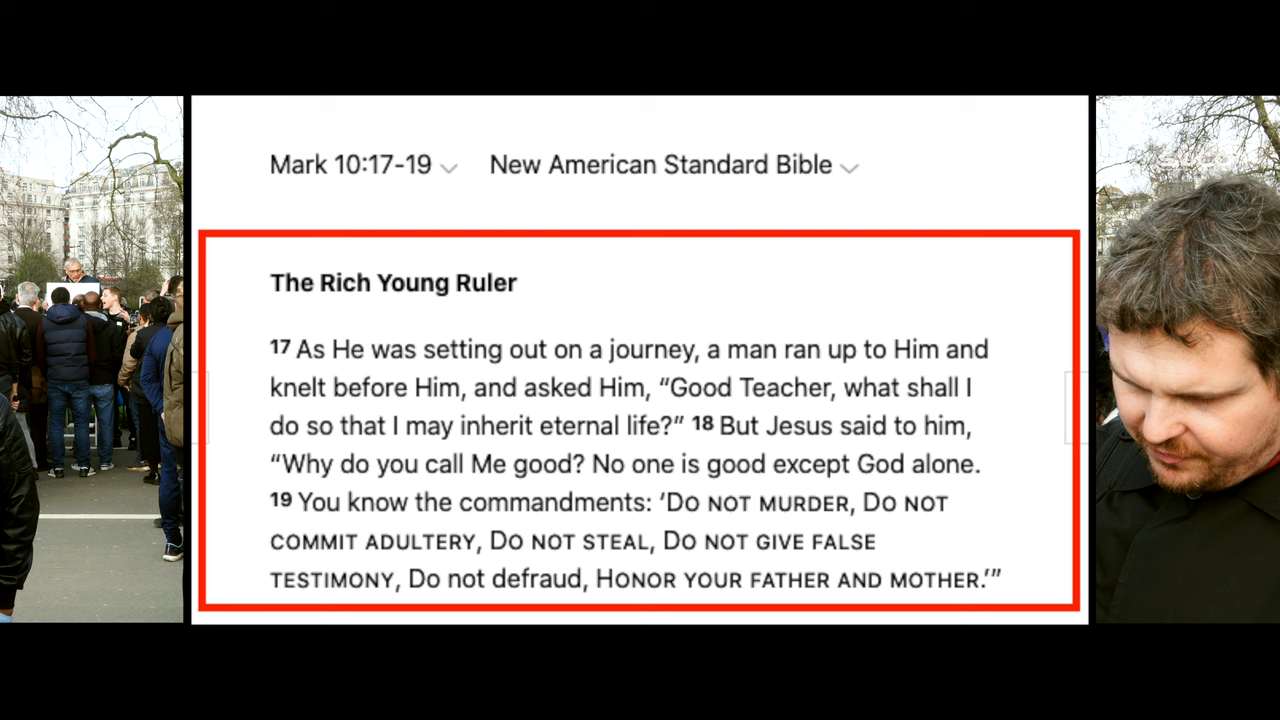 Mark 10:17-19 New American Standard Bible
The Rich Young Ruler
17 As He was setting out on a journey, a man ran up to Him and
knelt before Him, and asked Him, “Good Teacher, what shall I
do so that I may inherit eternal life?” 18 But Jesus said to him,
“Why do you call Me good? No one is good except God alone.
19 You know the commandments: ‘DO NOT MURDER, DO NOT
COMMIT ADULTERY, DO NOT STEAL, DO NOT GIVE FALSE
TESTIMONY, Do not defraud, HONOR YOUR FATHER AND MOTHER.’”